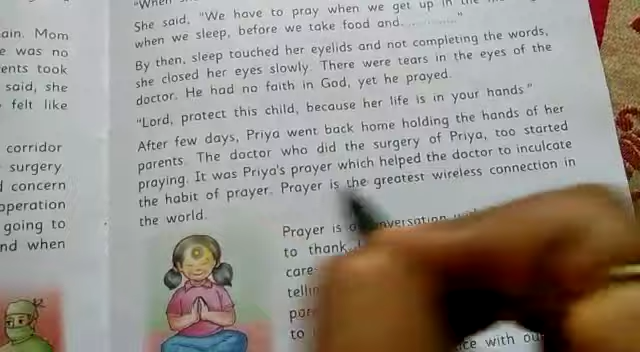 ain. Mom
e was no
ents took
said, she
felt like
corridor
surgery.
d concern
operation
going to
nd when
"When she
She said, "We have to pray when we get up in the
when we sleep, before we take food and.............."
By then, sleep touched her eyelids and not completing the words,
she closed her eyes slowly. There were tears in the eyes of the
doctor. He had no faith in God, yet he prayed.
"Lord, protect this child, because her life is in your hands"
After few days, Priya went back home holding the hands of her
parents. The doctor who did the surgery of Priya, too started
praying. It was Priya's prayer which helped the doctor to inculcate
the habit of prayer. Prayer is the greatest wireless connection in
the world.
Prayer is a conversation
to thank
care
tellin
par
to
ce with ou